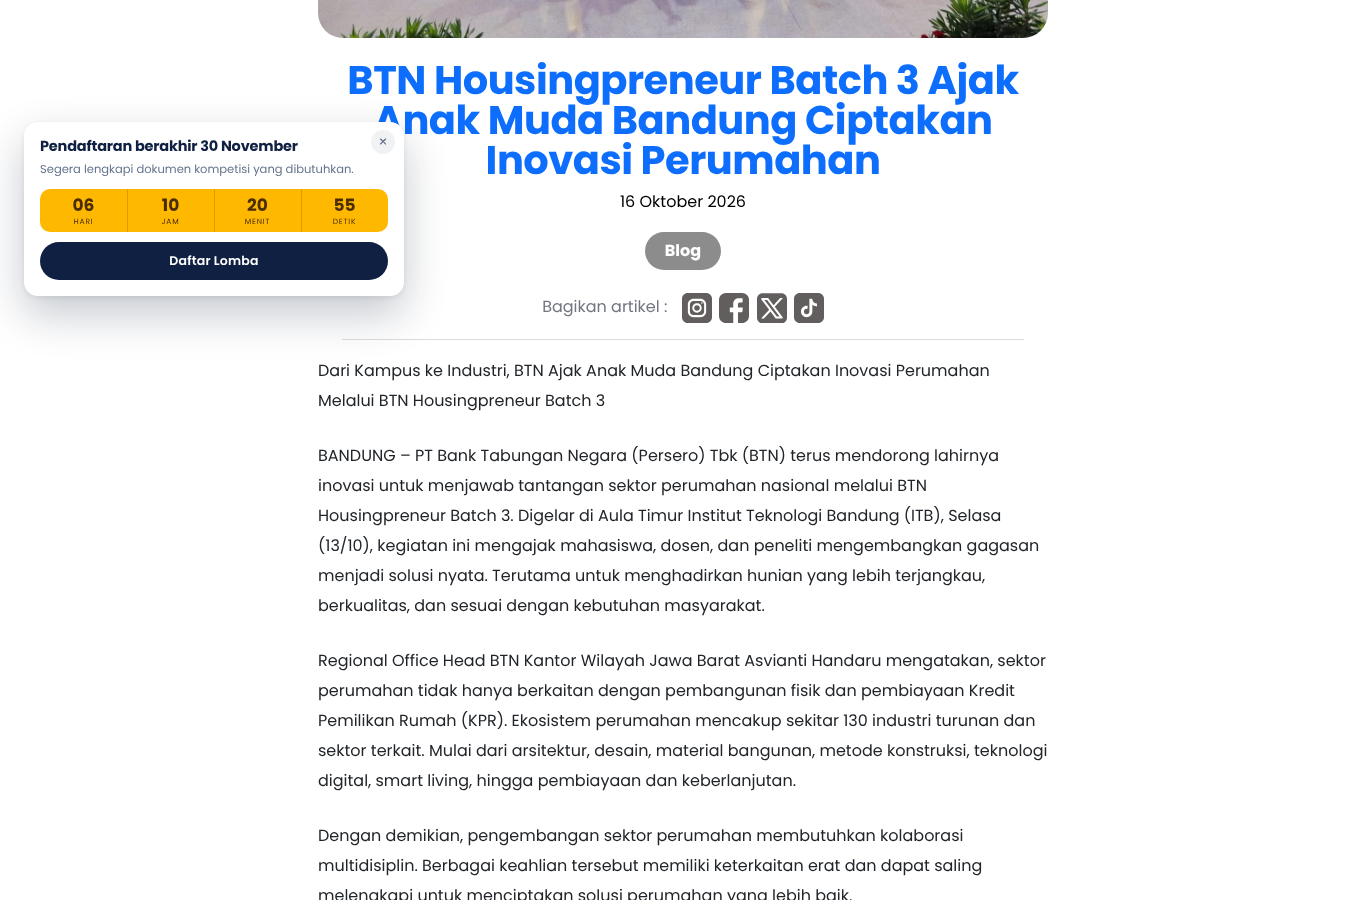 BTN Housingpreneur Batch 3 Ajak
Anak Muda Bandung Ciptakan
Inovasi Perumahan
16 Oktober 2026
Blog
Bagikan artikel :
Pendaftaran berakhir 30 November
×
Segera lengkapi dokumen kompetisi yang dibutuhkan.
06 10 20 55
HARI JAM MENIT DETIK
Daftar Lomba
Dari Kampus ke Industri, BTN Ajak Anak Muda Bandung Ciptakan Inovasi Perumahan
Melalui BTN Housingpreneur Batch 3
BANDUNG – PT Bank Tabungan Negara (Persero) Tbk (BTN) terus mendorong lahirnya
inovasi untuk menjawab tantangan sektor perumahan nasional melalui BTN
Housingpreneur Batch 3. Digelar di Aula Timur Institut Teknologi Bandung (ITB), Selasa
(13/10), kegiatan ini mengajak mahasiswa, dosen, dan peneliti mengembangkan gagasan
menjadi solusi nyata. Terutama untuk menghadirkan hunian yang lebih terjangkau,
berkualitas, dan sesuai dengan kebutuhan masyarakat.
Regional Office Head BTN Kantor Wilayah Jawa Barat Asvianti Handaru mengatakan, sektor
perumahan tidak hanya berkaitan dengan pembangunan fisik dan pembiayaan Kredit
Pemilikan Rumah (KPR). Ekosistem perumahan mencakup sekitar 130 industri turunan dan
sektor terkait. Mulai dari arsitektur, desain, material bangunan, metode konstruksi, teknologi
digital, smart living, hingga pembiayaan dan keberlanjutan.
Dengan demikian, pengembangan sektor perumahan membutuhkan kolaborasi
multidisiplin. Berbagai keahlian tersebut memiliki keterkaitan erat dan dapat saling
melengkapi untuk menciptakan solusi perumahan yang lebih baik.